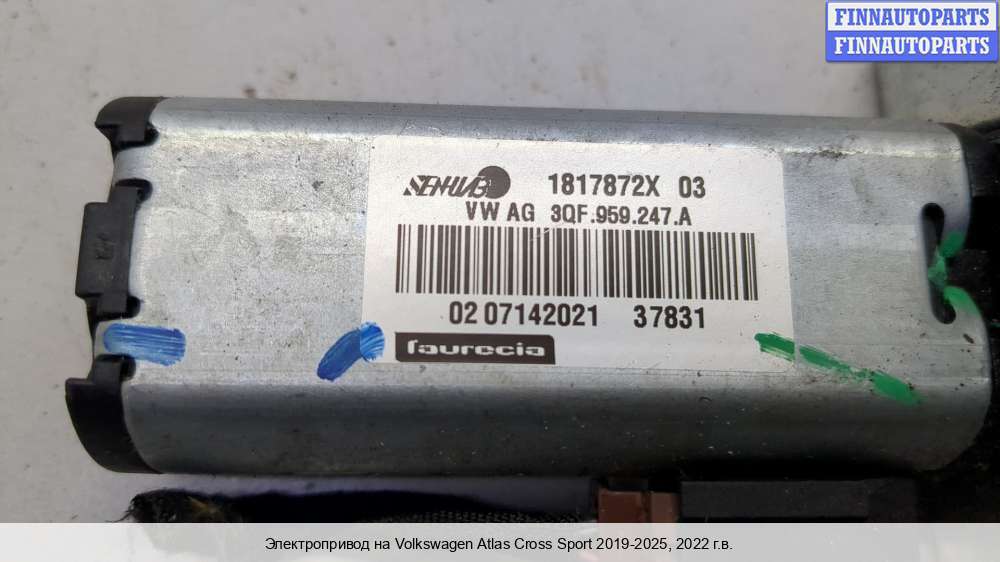 FINNAUTOPARTS
FINNAUTOPARTS
1817872X 03
VW AG 3QF.959.247.A
02 07142021 37831
faurecia
Электропривод на Volkswagen Atlas Cross Sport 2019-2025, 2022 г.в.